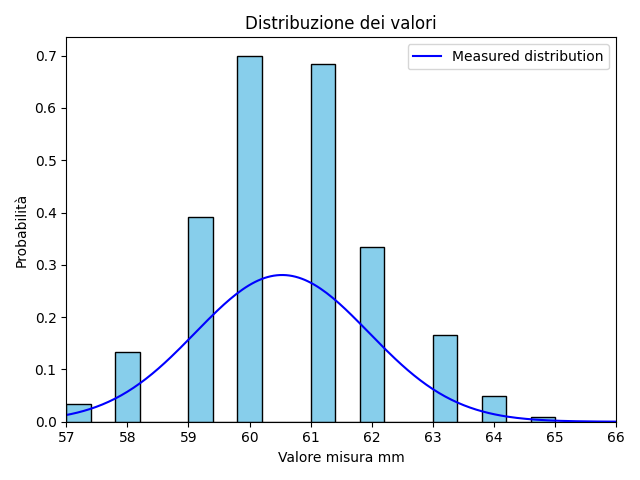 Distribuzione dei valori
Measured distribution
Probabilità
0.7
0.6
0.5
0.4
0.3
0.2
0.1
0.0
57 58 59 60 61 62 63 64 65 66
Valore misura mm